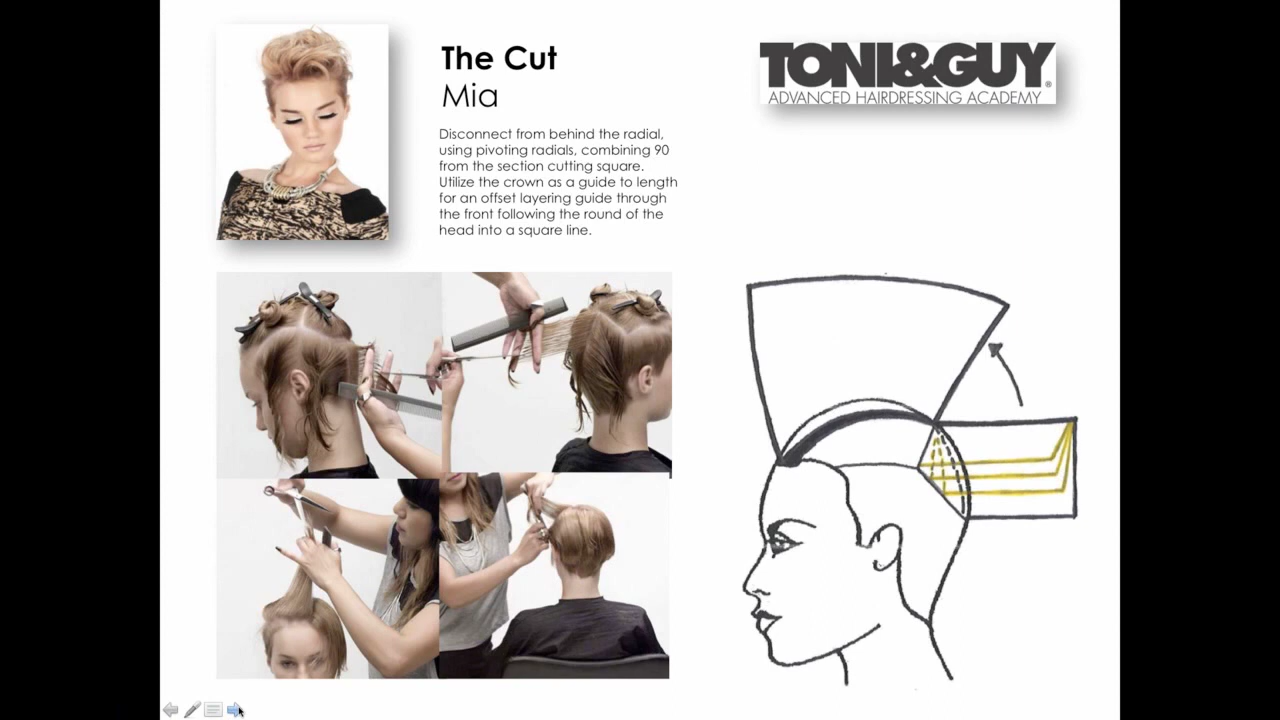 The Cut
Mia
Disconnect from behind the radial,
using pivoting radials, combining 90
from the section cutting square.
Utilize the crown as a guide to length
for an offset layering guide through
the front following the round of the
head into a square line.
TONI&GUY®
ADVANCED HAIRDRESSING ACADEMY